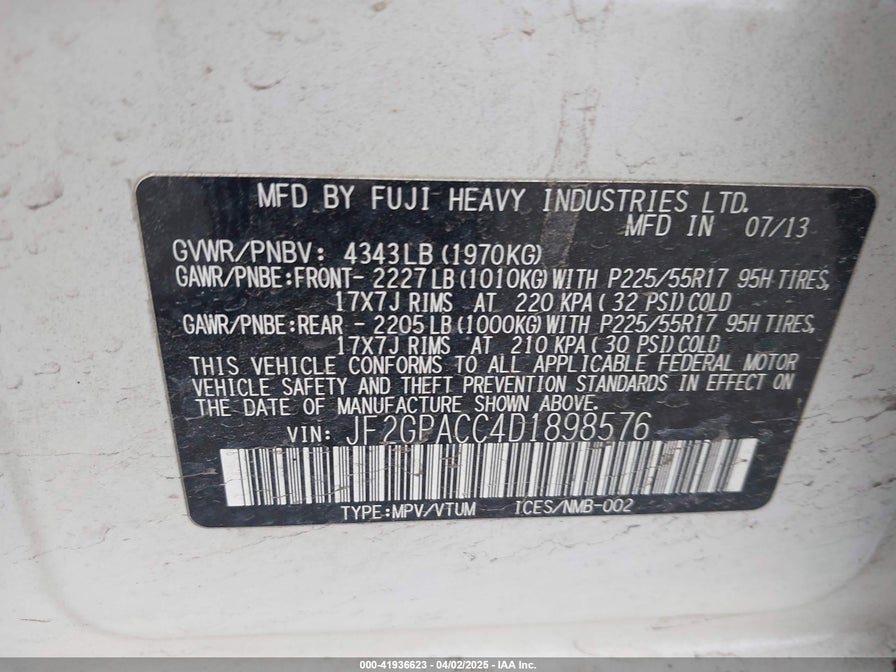 MFD BY FUJI HEAVY INDUSTRIES LTD.
MFD IN 07/13
GVWR/PNBV: 4343LB (1970KG)
GAWR/PNBE:FRONT- 2227 LB (1010KG) WITH P225/55R17 95H TIRES,
17X7J RIMS AT 220 KPA ( 32 PSI) COLD
GAWR/PNBE:REAR - 2205 LB (1000KG) WITH P225/55R17 95H TIRES,
17X7J RIMS AT 210 KPA ( 30 PSI) COLD
THIS VEHICLE CONFORMS TO ALL APPLICABLE FEDERAL MOTOR
VEHICLE SAFETY AND THEFT PREVENTION STANDARDS IN EFFECT ON
THE DATE OF MANUFACTURE SHOWN ABOVE.
VIN: JF2GPACC4D1898576
TYPE:MPV/VTUM ICES/NMB-002
000-41936623 - 04/02/2025 - IAA Inc.